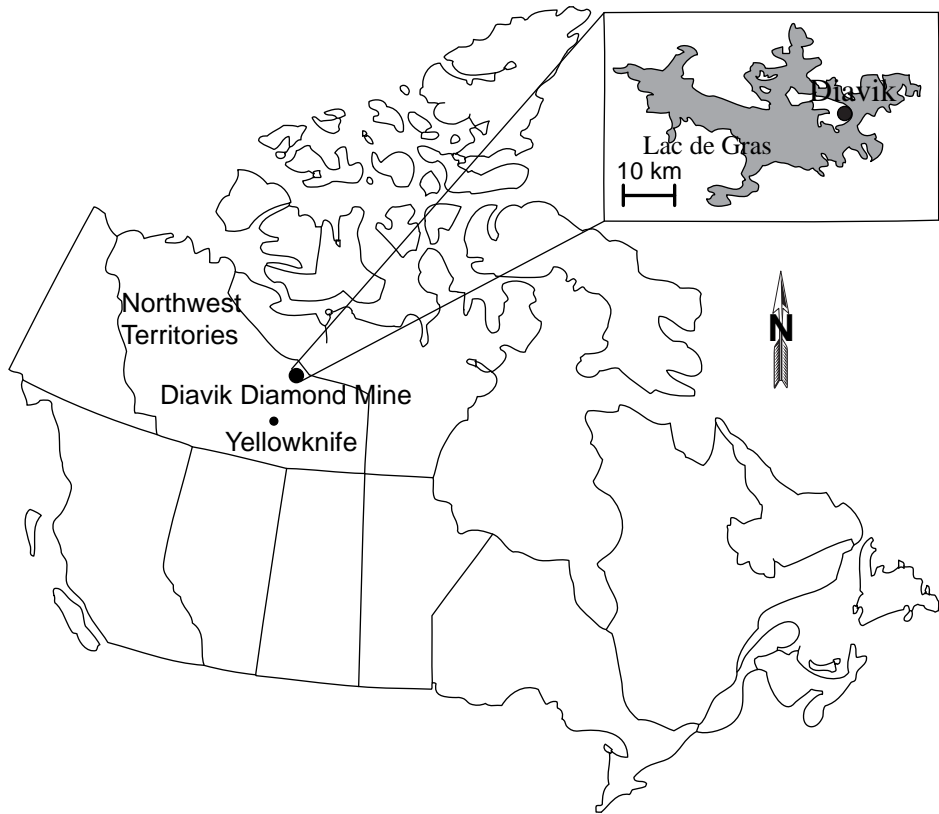 Diavik
Lac de Gras
10 km
Northwest
Territories
N
Diavik Diamond Mine
Yellowknife